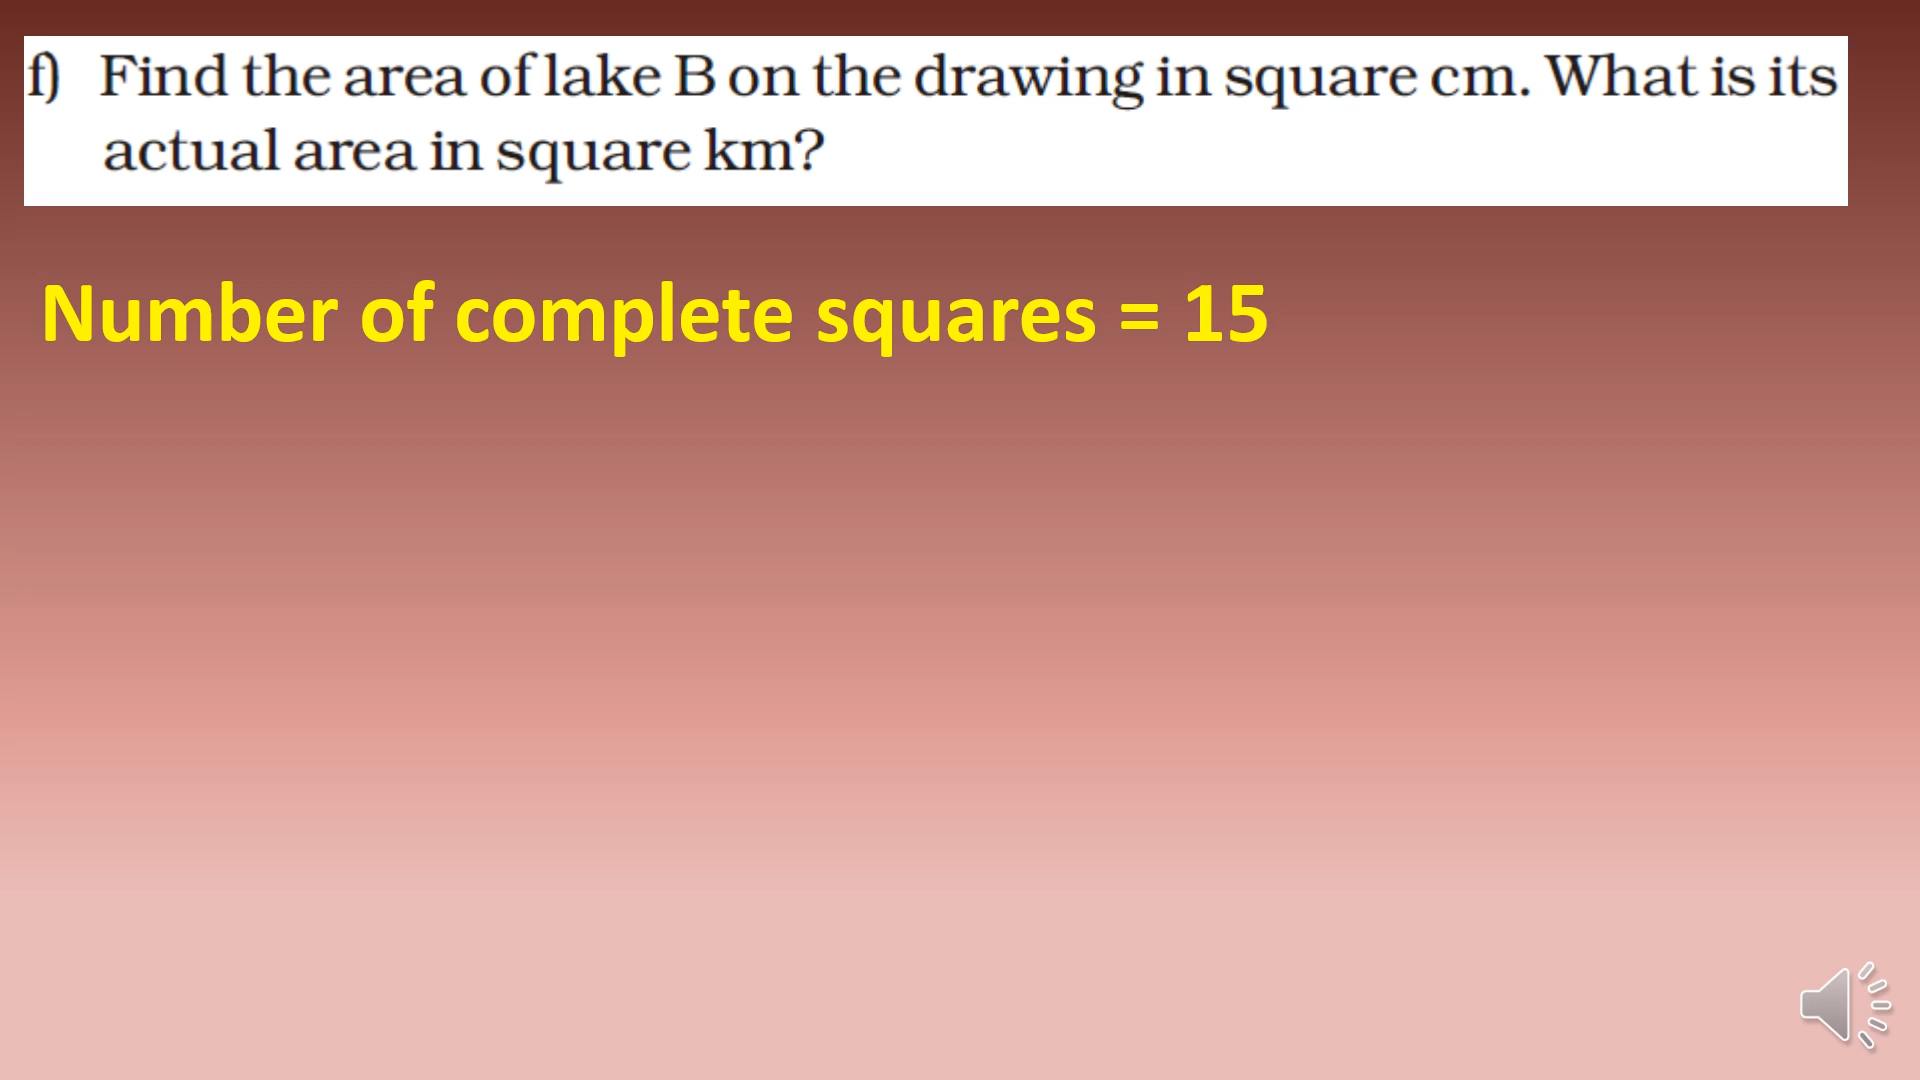 f) Find the area of lake B on the drawing in square cm. What is its
actual area in square km?
Number of complete squares = 15